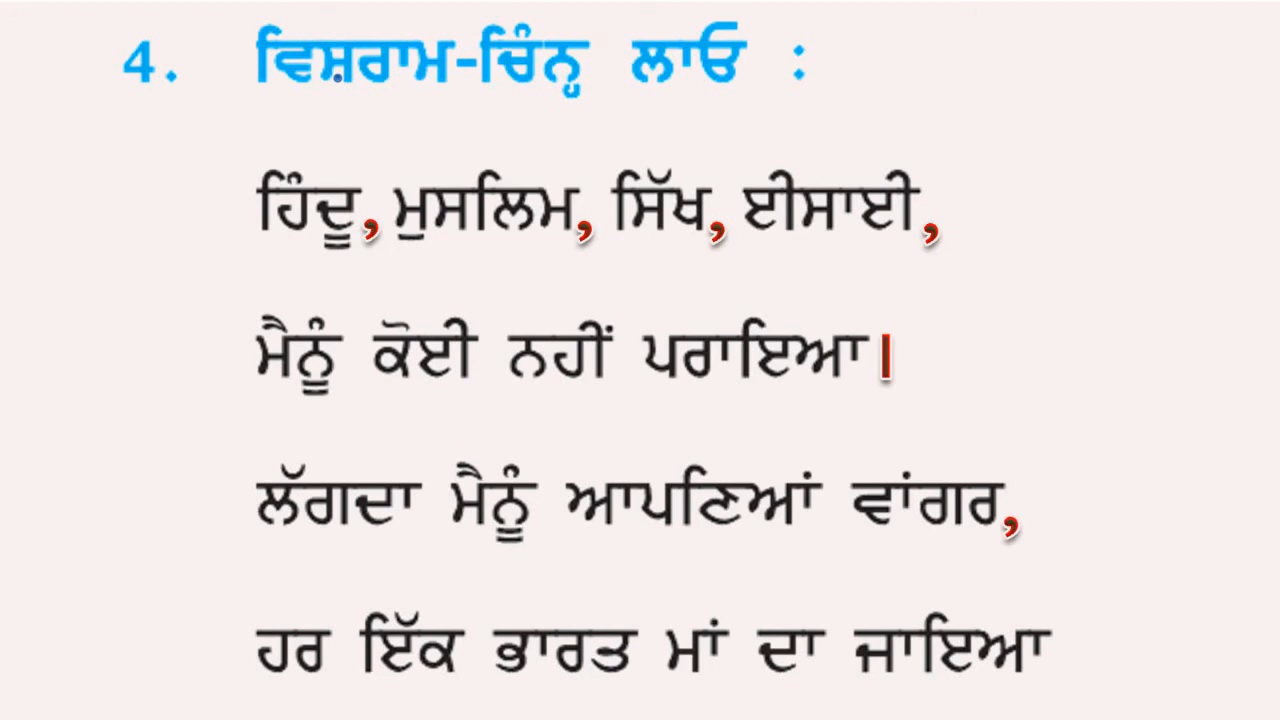 4. ਵਿਸ਼ਰਾਮ-ਚਿੰਨ੍ਹ ਲਾਓ :
ਹਿੰਦੂ, ਮੁਸਲਿਮ, ਸਿੱਖ, ਈਸਾਈ,
ਮੈਨੂੰ ਕੋਈ ਨਹੀਂ ਪਰਾਇਆ।
ਲੱਗਦਾ ਮੈਨੂੰ ਆਪਣਿਆਂ ਵਾਂਗਰ,
ਹਰ ਇੱਕ ਭਾਰਤ ਮਾਂ ਦਾ ਜਾਇਆ